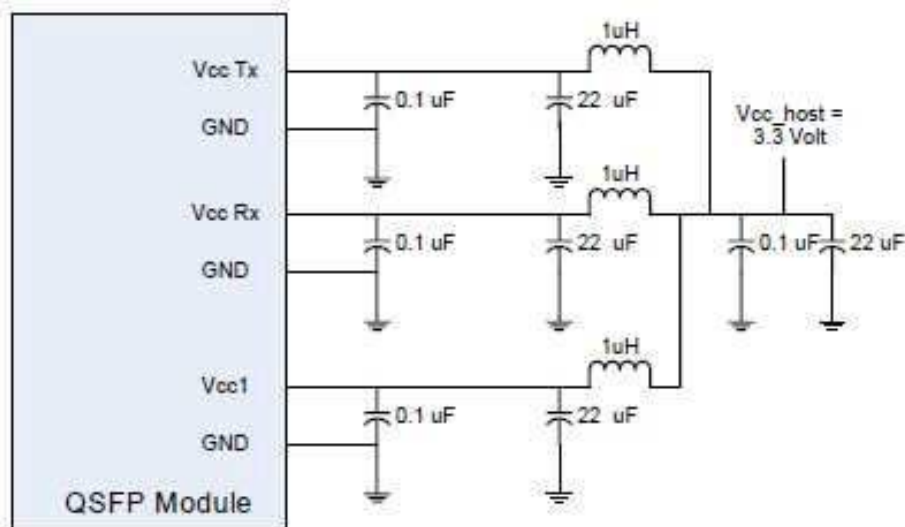 1uH
Vcc Tx
0.1 uF
22 uF
Vcc_host =
3.3 Volt
GND
1uH
Vcc Rx
0.1 uF
22 uF
0.1 uF
22 uF
GND
1uH
Vcc1
0.1 uF
22 uF
GND
QSFP Module